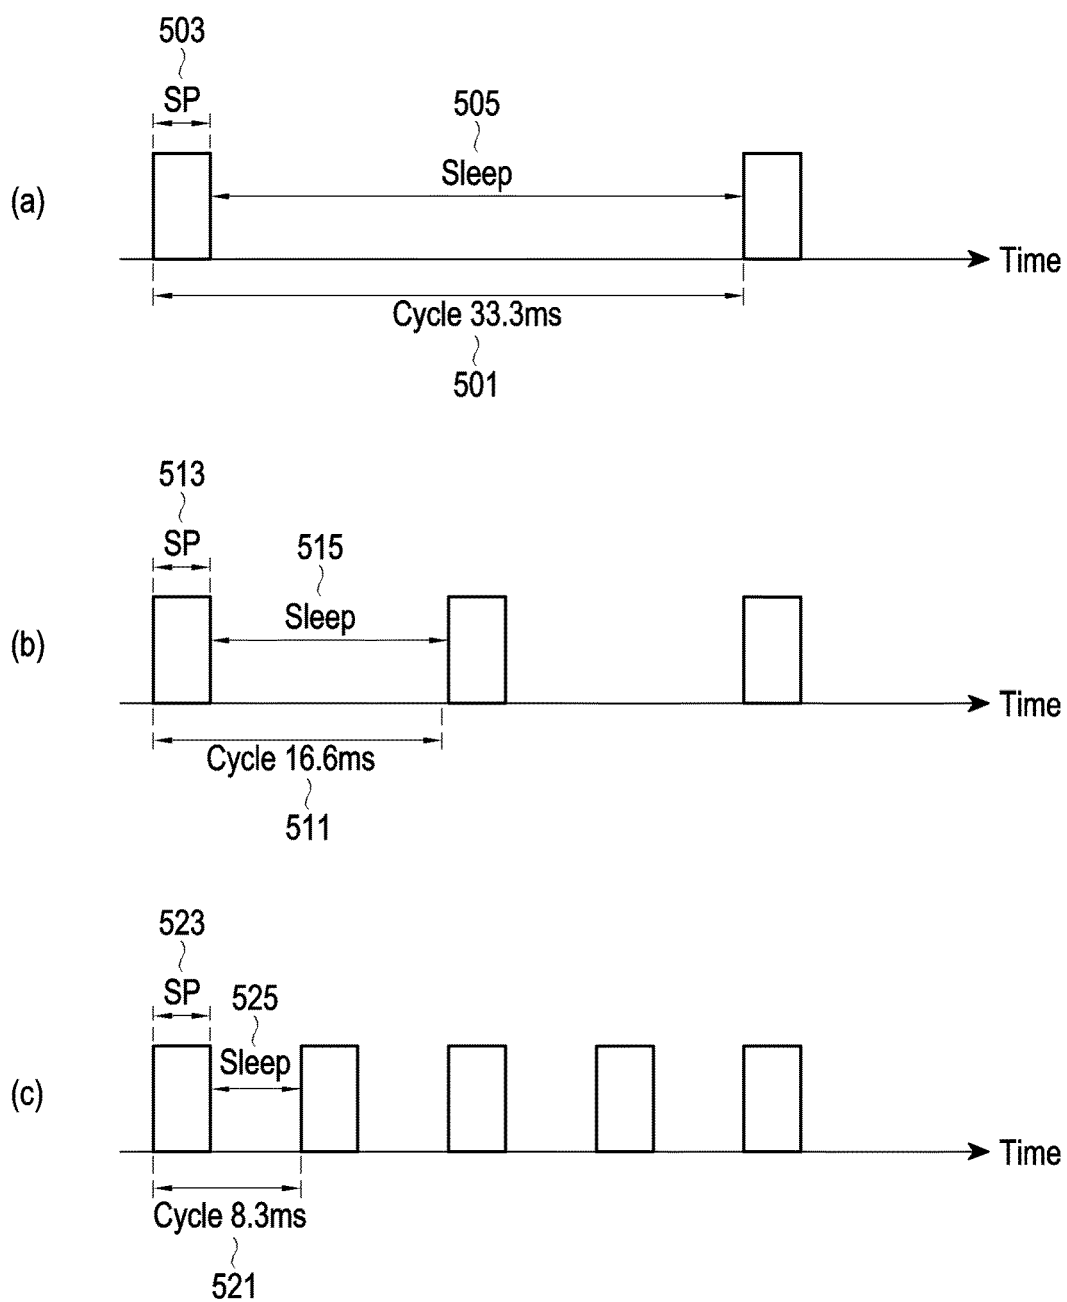 503
SP
505
Sleep
(a)
Time
Cycle 33.3ms
501
513
SP
515
Sleep
(b)
Time
Cycle 16.6ms
511
523
SP
525
Sleep
(c)
Time
Cycle 8.3ms
521